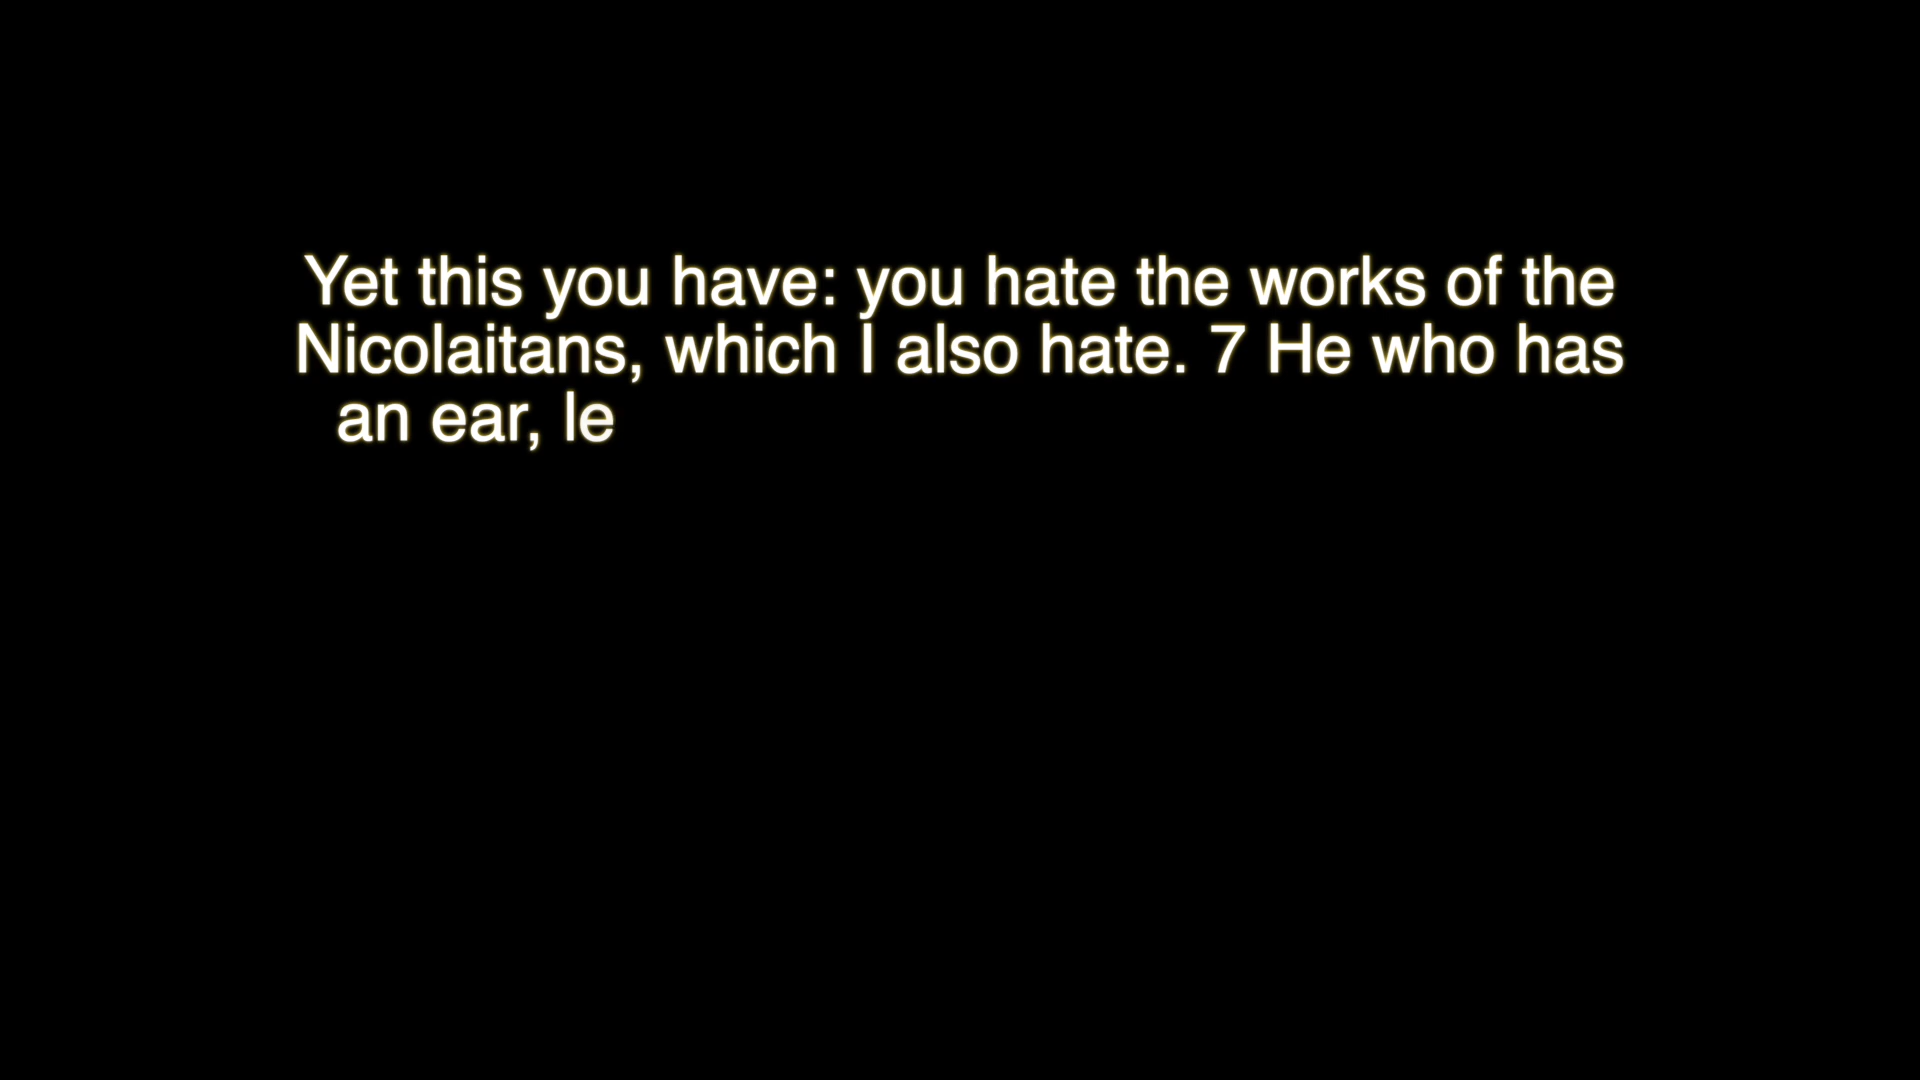 Yet this you have: you hate the works of the
Nicolaitans, which I also hate. 7 He who has
an ear, le